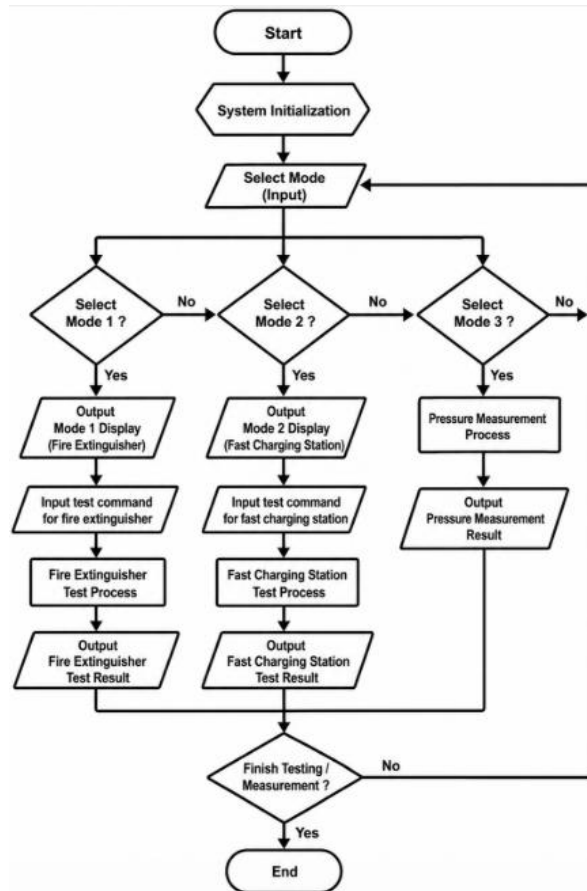 Start
System Initialization
Select Mode
(Input)
Select
Mode 1 ?
No
Select
Mode 2 ?
No
Select
Mode 3 ?
No
Yes
Yes
Yes
Output
Mode 1 Display
(Fire Extinguisher)
Output
Mode 2 Display
(Fast Charging Station)
Pressure Measurement
Process
Input test command
for fire extinguisher
Input test command
for fast charging station
Output
Pressure Measurement
Result
Fire Extinguisher
Test Process
Fast Charging Station
Test Process
Output
Fire Extinguisher
Test Result
Output
Fast Charging Station
Test Result
Finish Testing /
Measurement ?
No
Yes
End